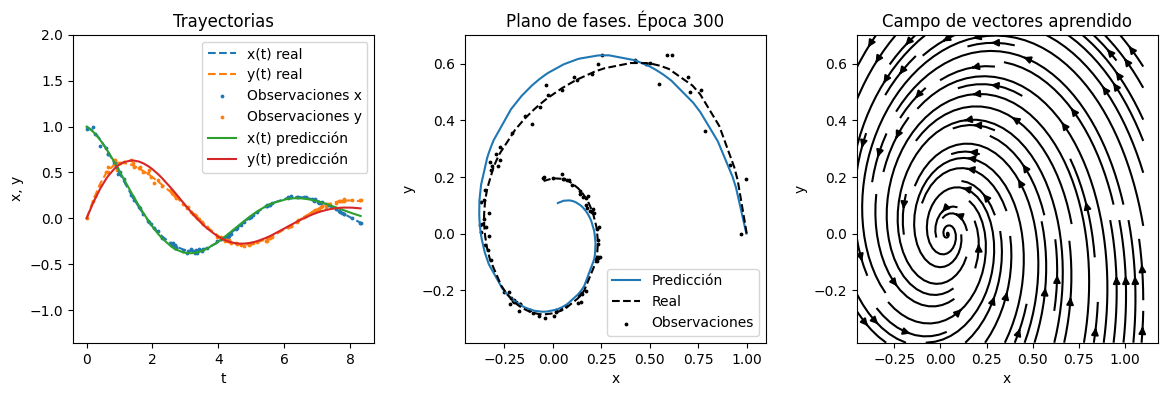 Trayectorias
x(t) real
y(t) real
Observaciones x
Observaciones y
x(t) predicción
y(t) predicción
2.0
1.5
1.0
0.5
0.0
−0.5
−1.0
x, y
0 2 4 6 8
t
Plano de fases. Época 300
0.6
0.4
0.2
0.0
−0.2
y
Predicción
Real
Observaciones
−0.25 0.00 0.25 0.50 0.75 1.00
x
Campo de vectores aprendido
0.6
0.4
0.2
0.0
−0.2
y
−0.25 0.00 0.25 0.50 0.75 1.00
x